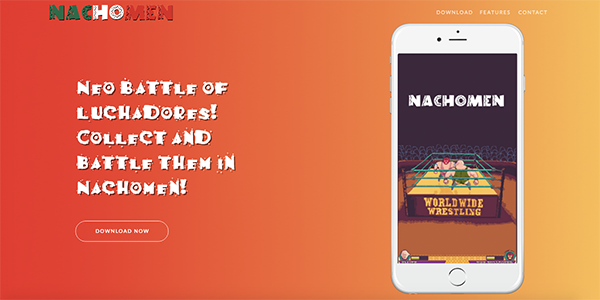 NACHOMEN
DOWNLOAD FEATURES CONTACT
NEO BATTLE OF
LUCHADORES!
COLLECT AND
BATTLE THEM IN
NACHOMEN!
DOWNLOAD NOW
NACHOMEN
WORLDWIDE
WRESTLING